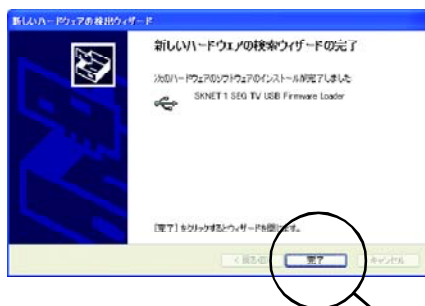 新しいハードウェアの検出ウィザード
新しいハードウェアの検索ウィザードの完了
次のハードウェアのソフトウェアのインストールが完了しました
SKNET 1 SEG TV USB Firmware Loader
[完了] をクリックするとウィザードを閉じます。
< 戻る(B)
完了
キャンセル